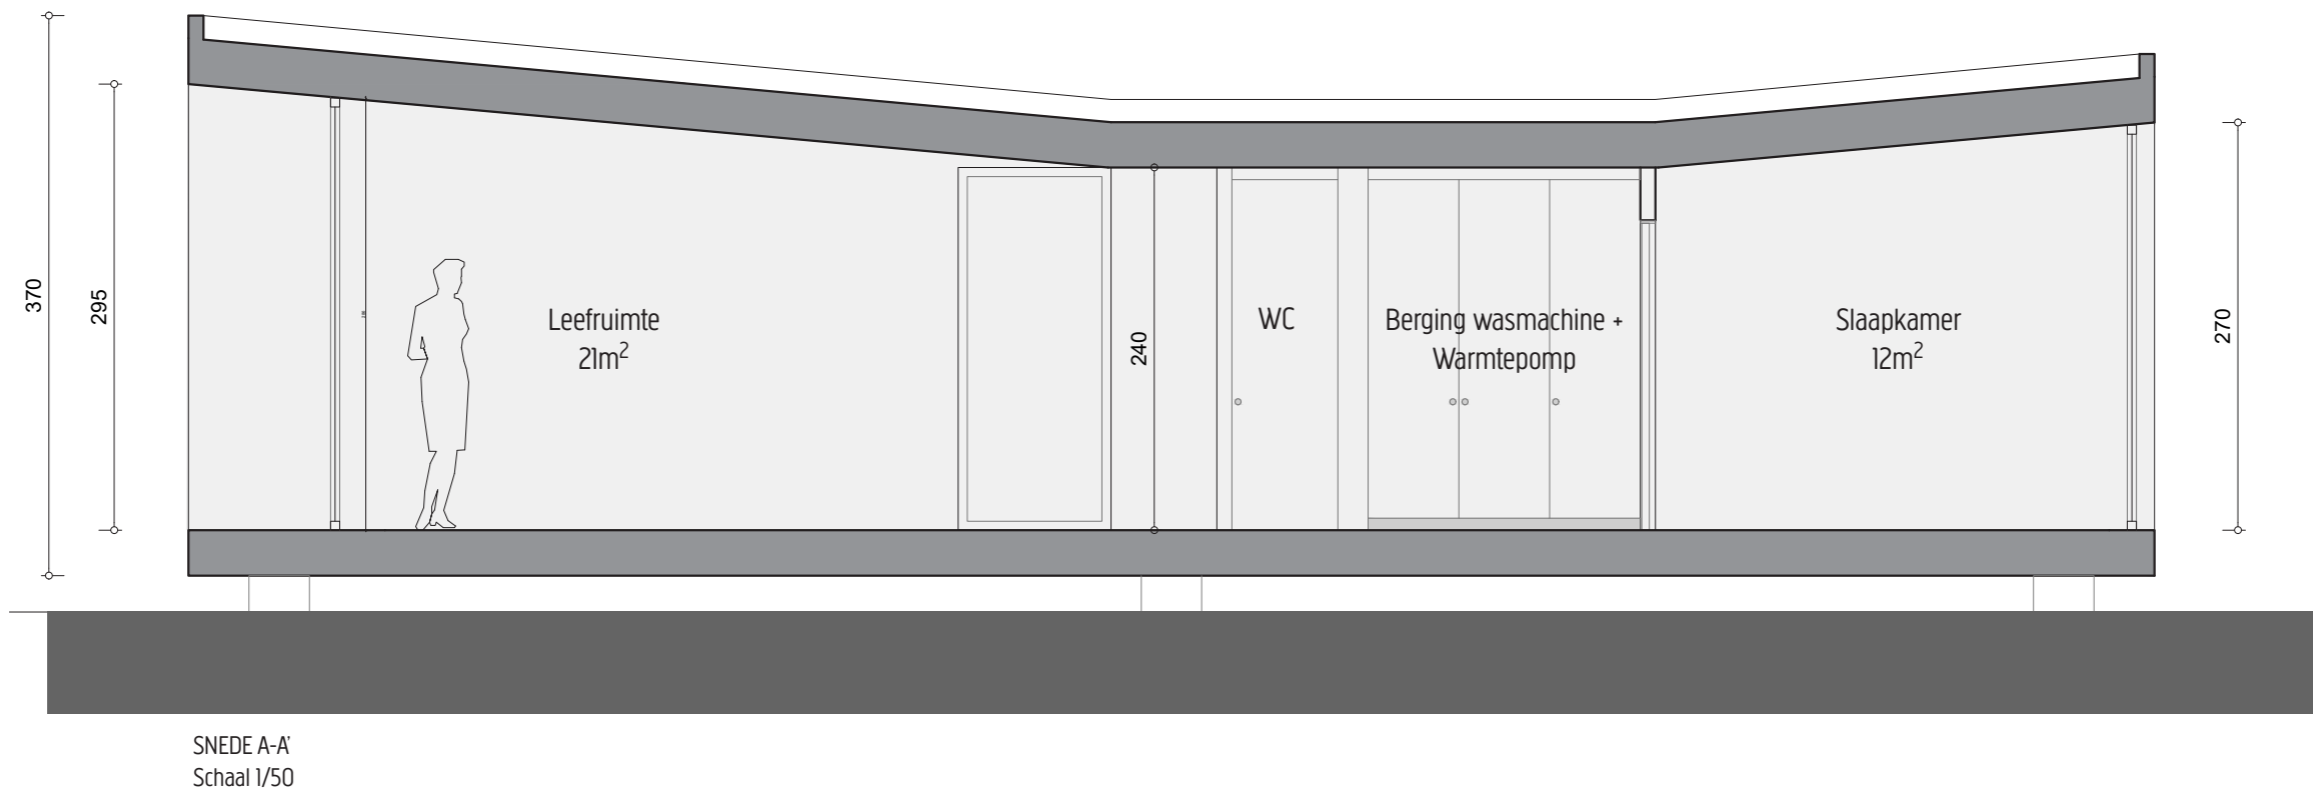 370
295
Leefruimte
21m²
240
WC
Berging wasmachine +
Warmtepomp
Slaapkamer
12m²
270
SNEDE A-A'
Schaal 1/50